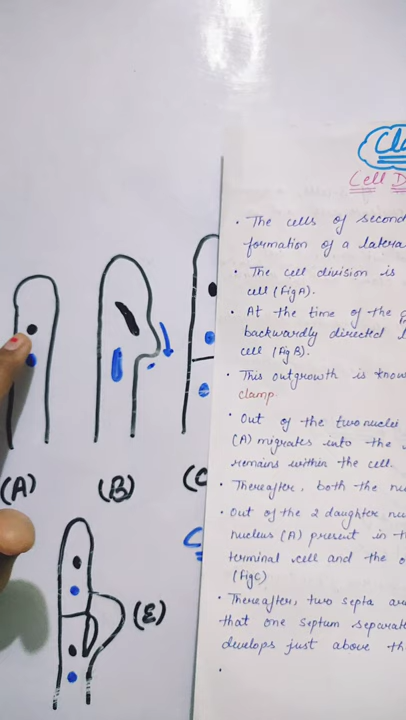 Cla
Cell D
• The cells of second
formation of a latera
• The cell division is
cell (Fig A).
• At the time of the
backwardly directed
cell (Fig B).
• This outgrowth is know
clamp
• Out of the two nuclei
(A) migrates into the
remains within the cell.
• Thereafter, both the nu
• Out of the 2 daughter nu
nucleus (A) present in th
terminal cell and the o
(Fig C)
• Thereafter, two septa ar
that one septum separate
develops just above th
(A)
(B)
(C
(E)